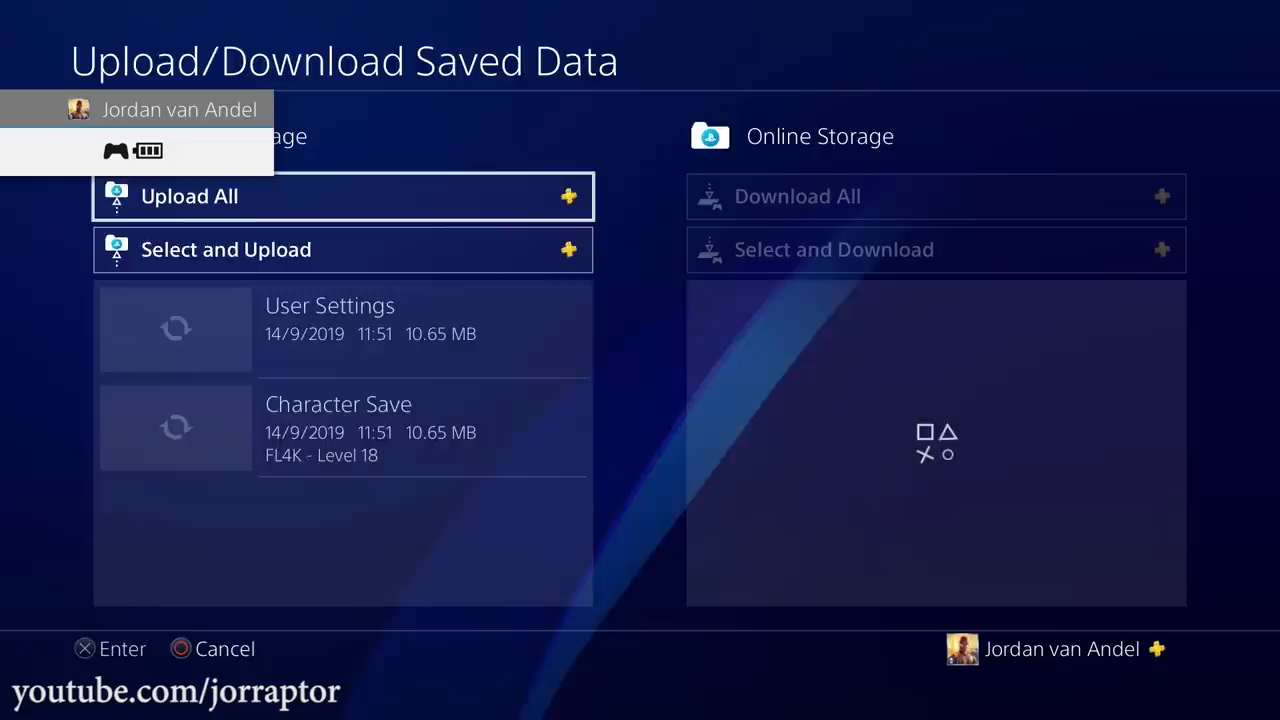 Upload/Download Saved Data
Jordan van Andel
age
Online Storage
Upload All
Download All
Select and Upload
Select and Download
User Settings
14/9/2019 11:51 10.65 MB
Character Save
14/9/2019 11:51 10.65 MB
FL4K - Level 18
Enter
Cancel
Jordan van Andel
youtube.com/jorraptor